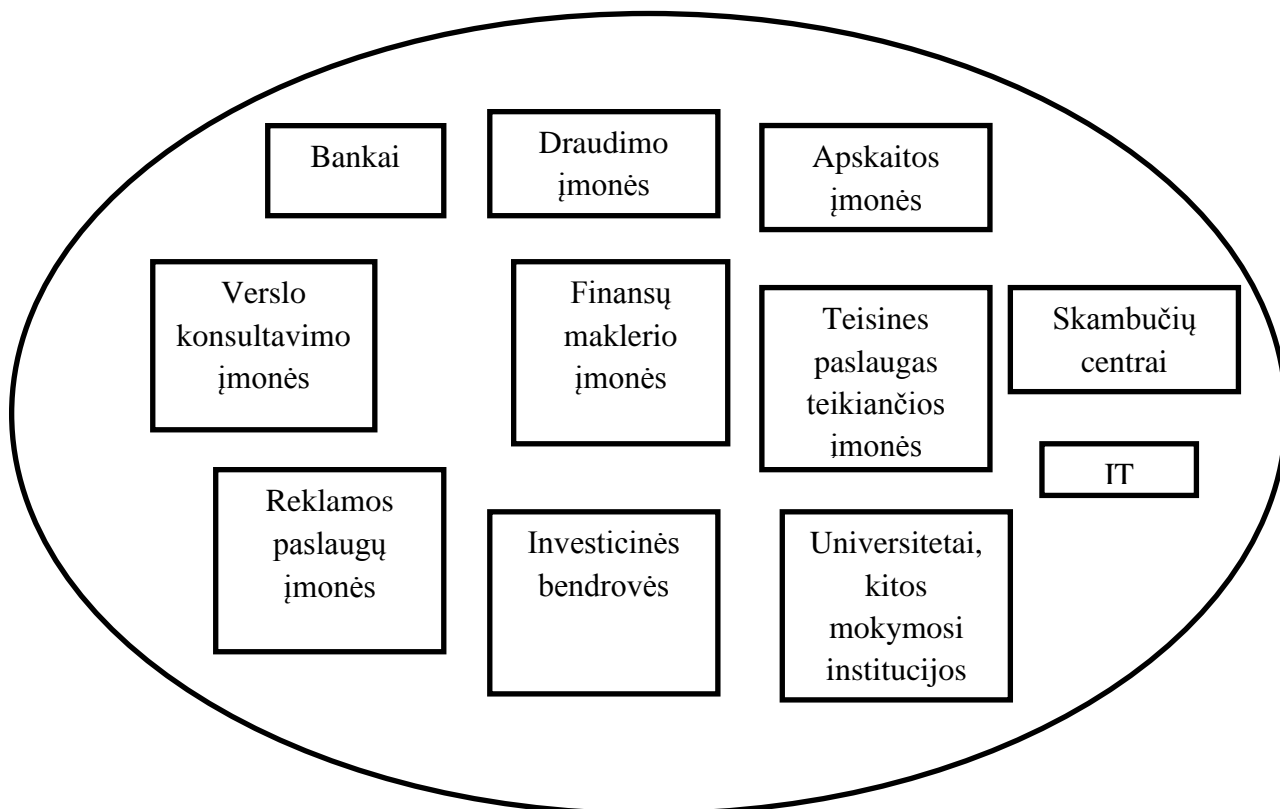 Bankai
Draudimo
įmonės
Apskaitos
įmonės
Verslo
konsultavimo
įmonės
Finansų
maklerio
įmonės
Teisines
paslaugas
teikiančios
įmonės
Skambučių
centrai
IT
Reklamos
paslaugų
įmonės
Investicinės
bendrovės
Universitetai,
kitos
mokymosi
institucijos